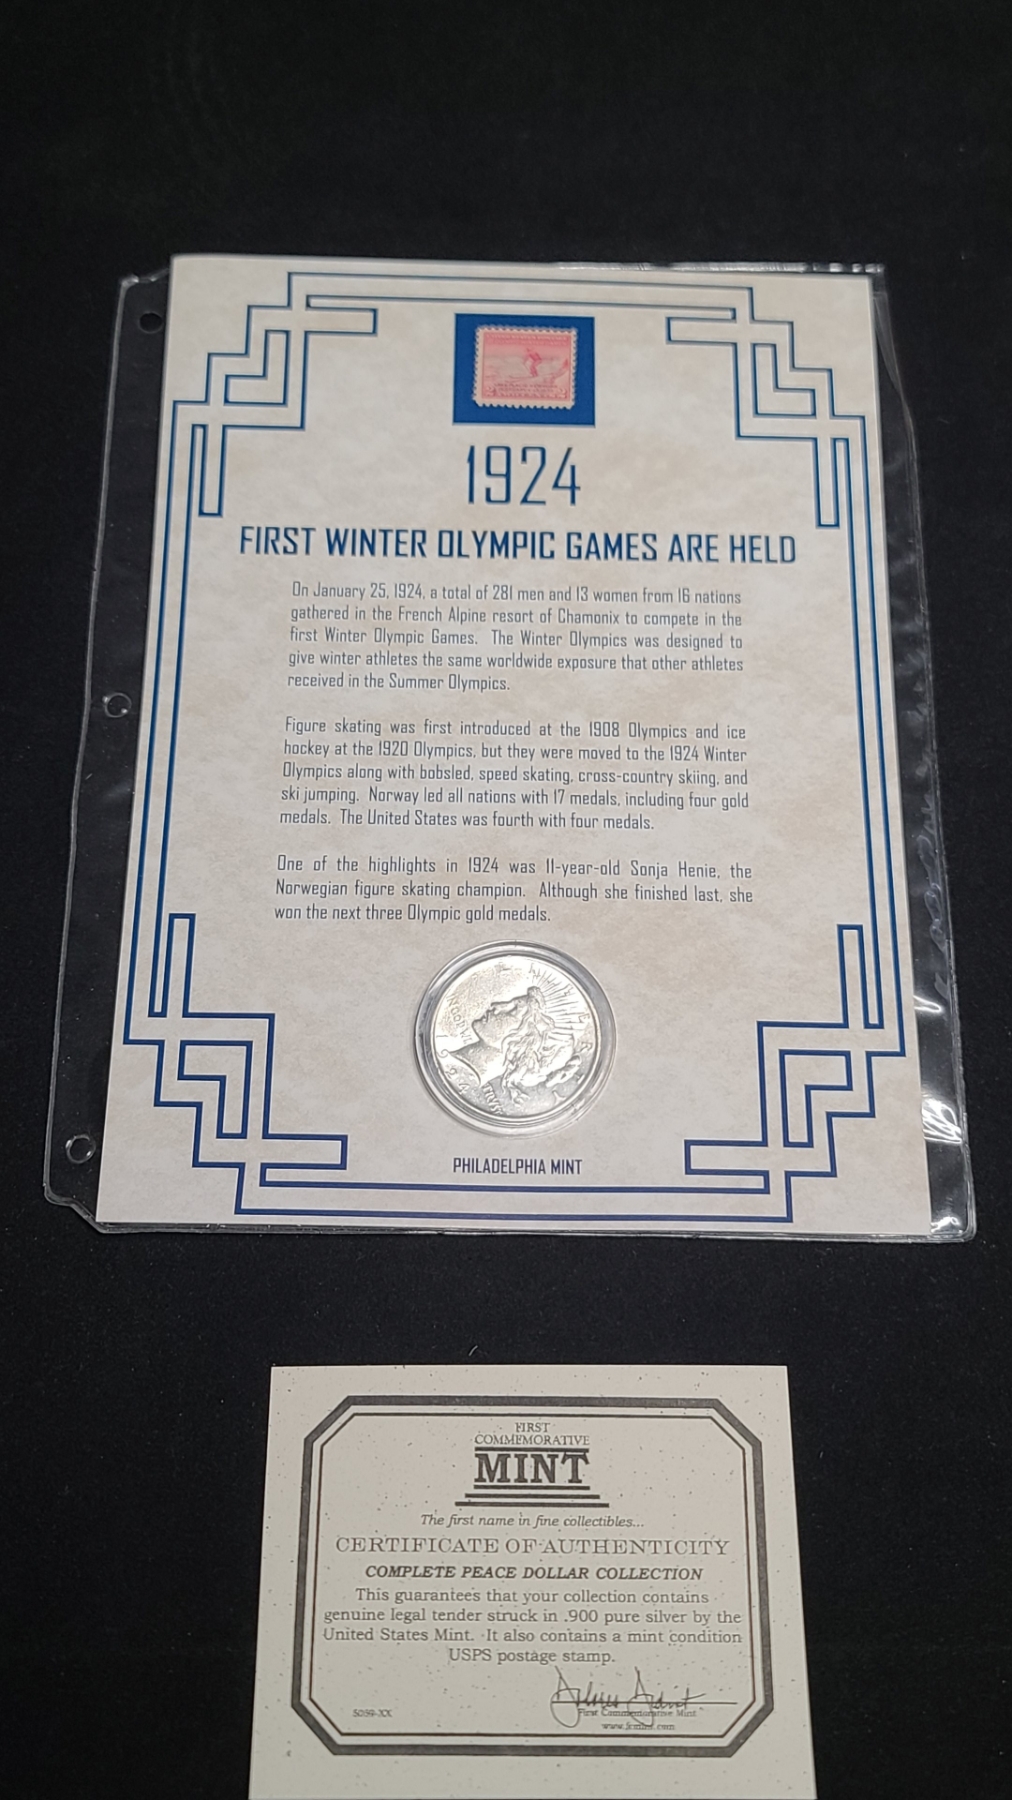 2 2
1924
FIRST WINTER OLYMPIC GAMES ARE HELD
On January 25, 1924, a total of 281 men and 13 women from 16 nations
gathered in the French Alpine resort of Chamonix to compete in the
first Winter Olympic Games. The Winter Olympics was designed to
give winter athletes the same worldwide exposure that other athletes
received in the Summer Olympics.
Figure skating was first introduced at the 1908 Olympics and ice
hockey at the 1920 Olympics, but they were moved to the 1924 Winter
Olympics along with bobsled, speed skating, cross-country skiing, and
ski jumping. Norway led all nations with 17 medals, including four gold
medals. The United States was fourth with four medals.
One of the highlights in 1924 was 11-year-old Sonja Henie, the
Norwegian figure skating champion. Although she finished last, she
won the next three Olympic gold medals.
1924
PHILADELPHIA MINT
FIRST
COMMEMORATIVE
MINT
The first name in fine collectibles...
CERTIFICATE OF AUTHENTICITY
COMPLETE PEACE DOLLAR COLLECTION
This guarantees that your collection contains
genuine legal tender struck in .900 pure silver by the
United States Mint. It also contains a mint condition
USPS postage stamp.
5059-XX
First Commemorative Mint